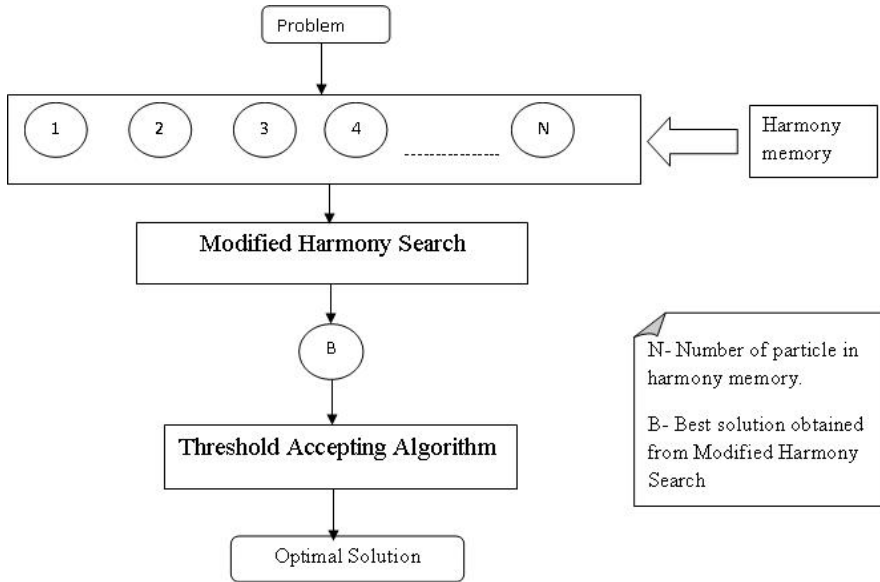 Problem
1 2 3 4 ---------------- N
Harmony
memory
Modified Harmony Search
B
N- Number of particle in
harmony memory.
B- Best solution obtained
from Modified Harmony
Search
Threshold Accepting Algorithm
Optimal Solution